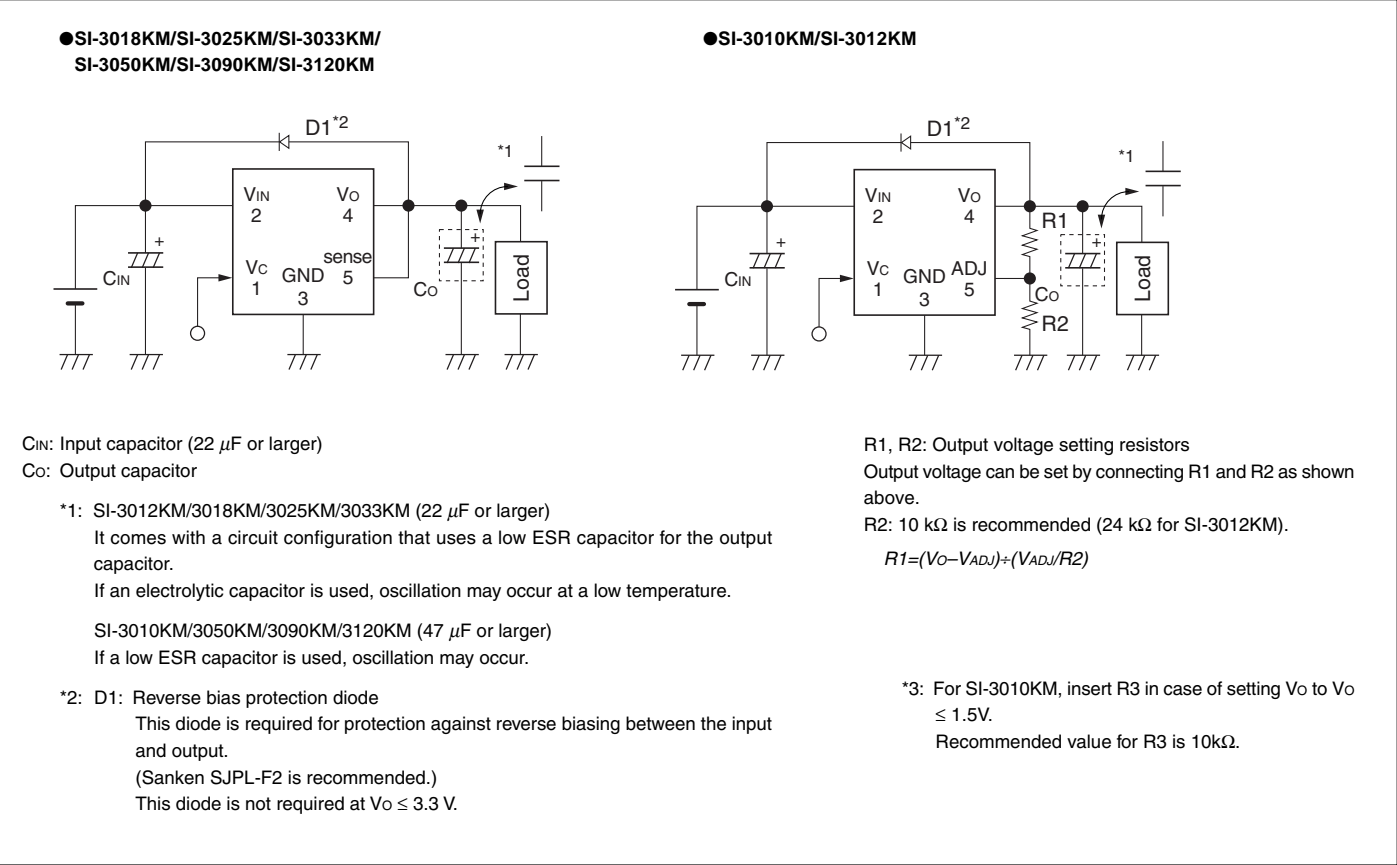 ●SI-3018KM/SI-3025KM/SI-3033KM/
SI-3050KM/SI-3090KM/SI-3120KM
D1*2
*1
VIN
2
VO
4
+
CIN
VC
1
GND
3
sense
5
+
CO
Load
●SI-3010KM/SI-3012KM
D1*2
*1
VIN
2
VO
4
R1
+
CIN
VC
1
GND
3
ADJ
5
+
CO
R2
Load
CIN: Input capacitor (22 μF or larger)
CO: Output capacitor
*1: SI-3012KM/3018KM/3025KM/3033KM (22 μF or larger)
It comes with a circuit configuration that uses a low ESR capacitor for the output
capacitor.
If an electrolytic capacitor is used, oscillation may occur at a low temperature.
SI-3010KM/3050KM/3090KM/3120KM (47 μF or larger)
If a low ESR capacitor is used, oscillation may occur.
*2: D1: Reverse bias protection diode
This diode is required for protection against reverse biasing between the input
and output.
(Sanken SJPL-F2 is recommended.)
This diode is not required at VO ≤ 3.3 V.
R1, R2: Output voltage setting resistors
Output voltage can be set by connecting R1 and R2 as shown
above.
R2: 10 kΩ is recommended (24 kΩ for SI-3012KM).
R1=(VO–VADJ)÷(VADJ/R2)
*3: For SI-3010KM, insert R3 in case of setting VO to VO
≤ 1.5V.
Recommended value for R3 is 10kΩ.